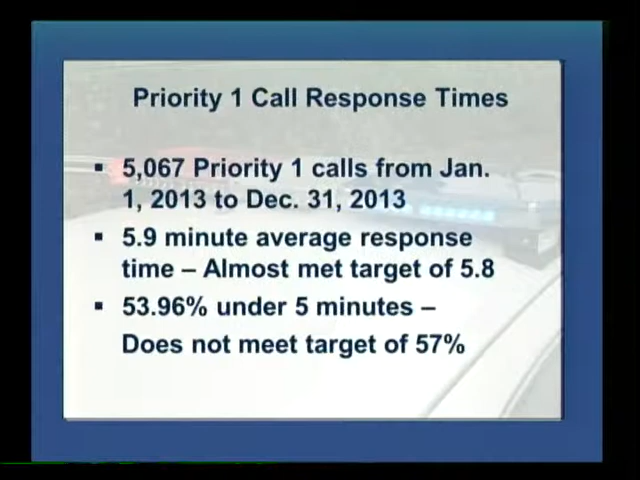 Priority 1 Call Response Times
▪ 5,067 Priority 1 calls from Jan.
1, 2013 to Dec. 31, 2013
▪ 5.9 minute average response
time – Almost met target of 5.8
▪ 53.96% under 5 minutes –
Does not meet target of 57%